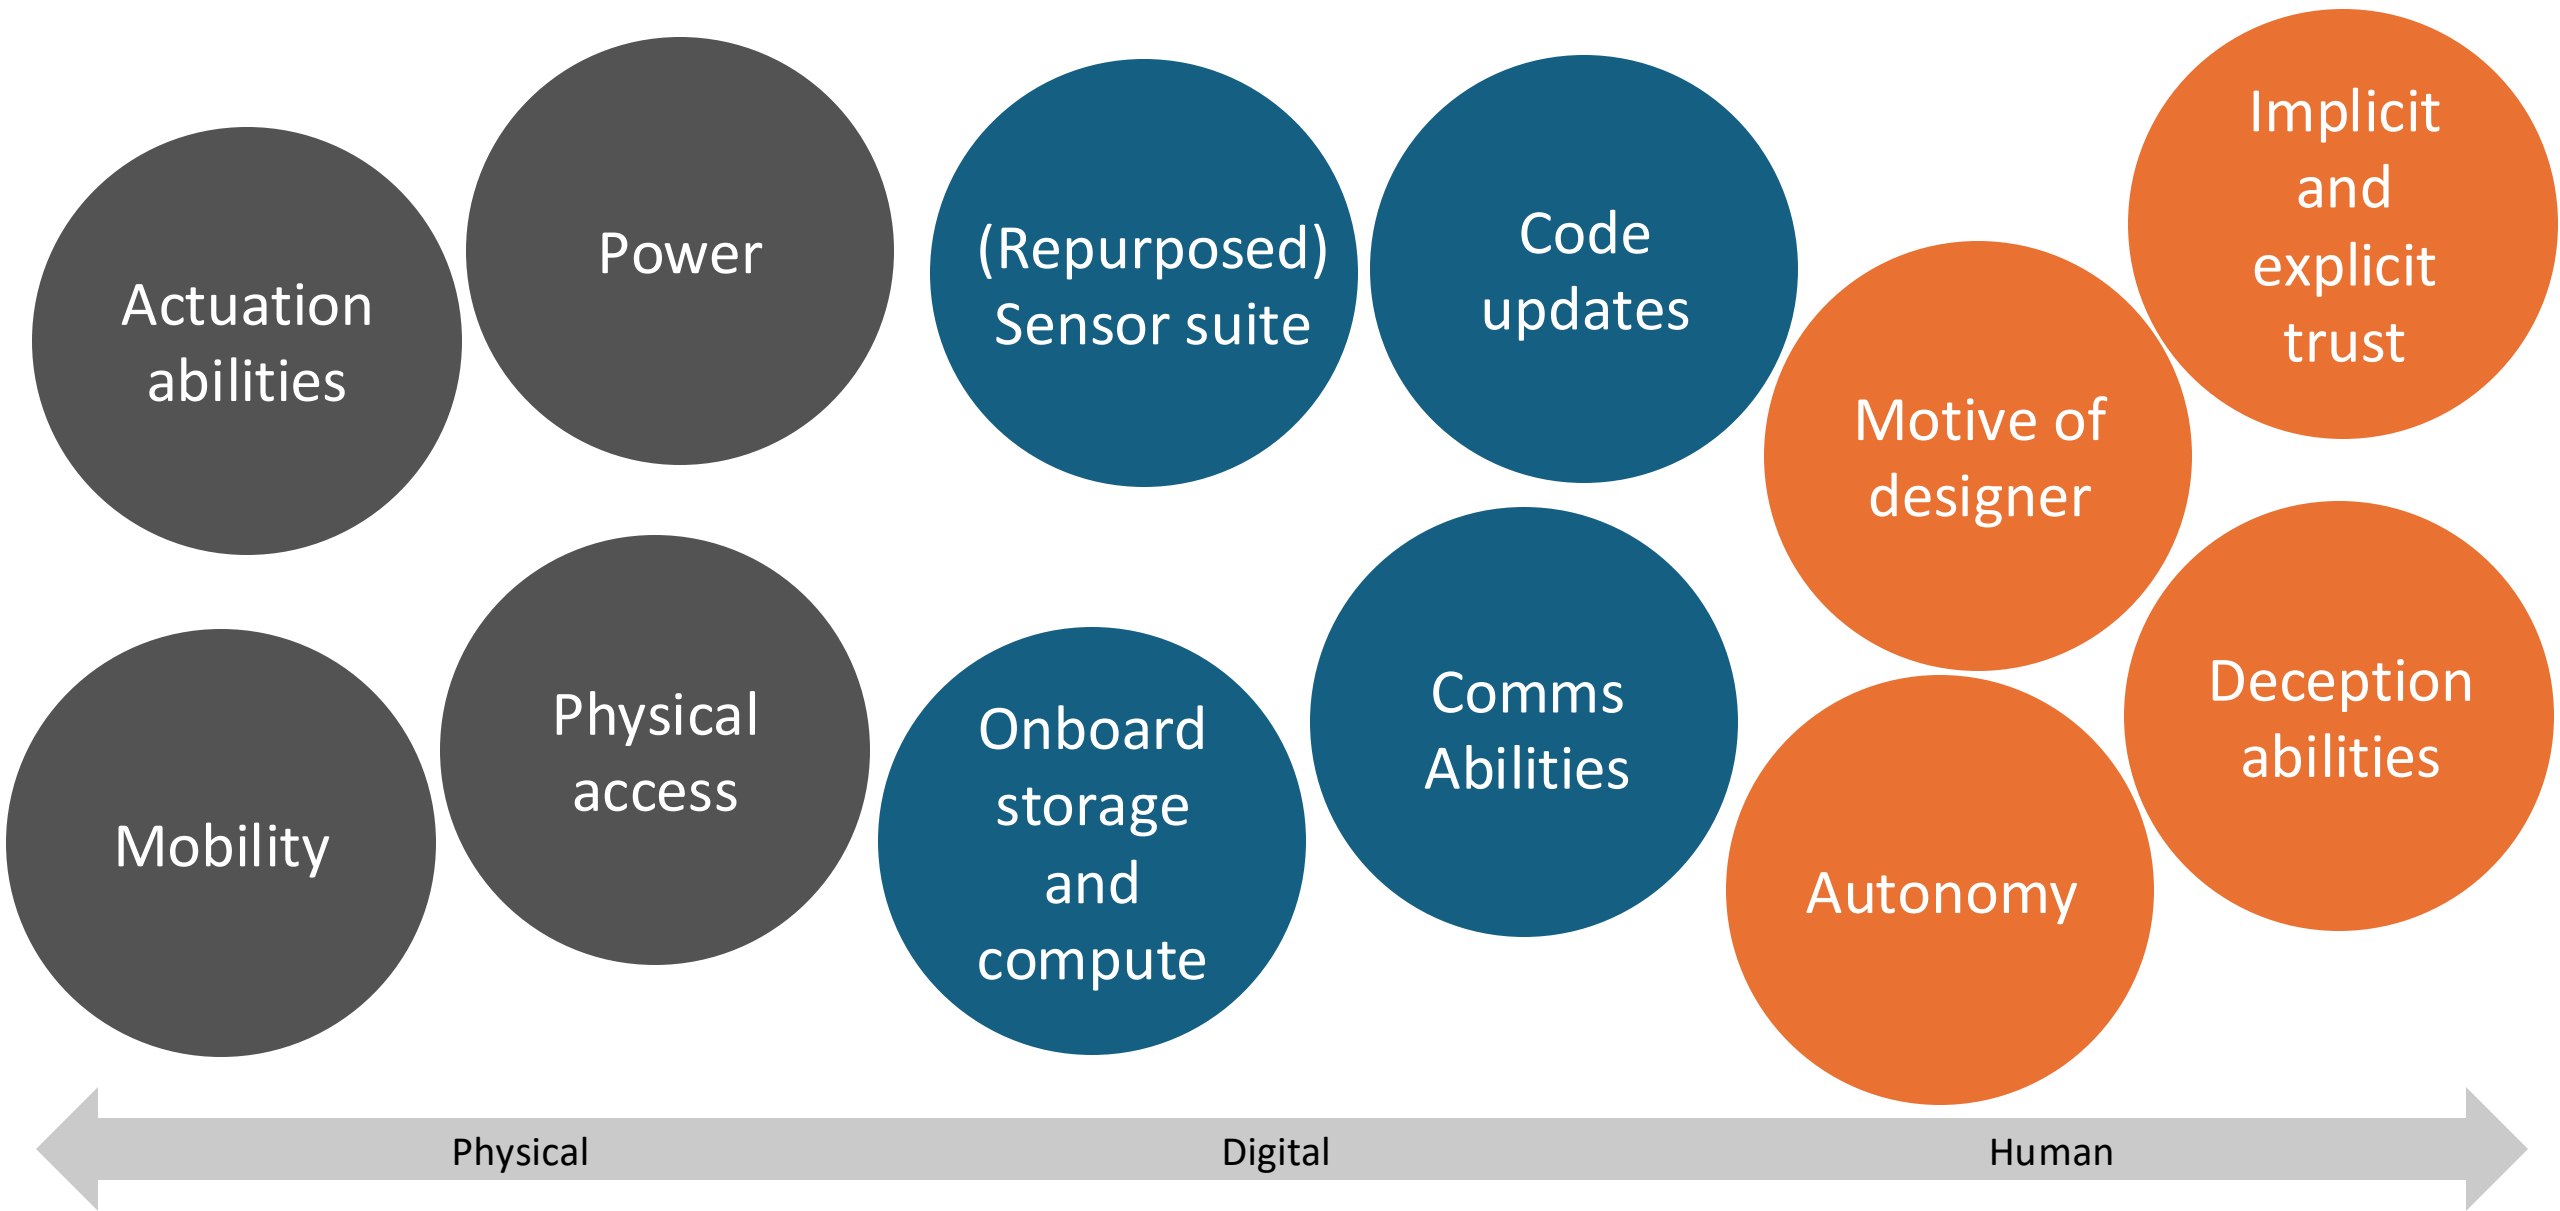 Actuation
abilities
Power
(Repurposed)
Sensor suite
Code
updates
Motive of
designer
Implicit
and
explicit
trust
Mobility
Physical
access
Onboard
storage
and
compute
Comms
Abilities
Autonomy
Deception
abilities
Physical
Digital
Human